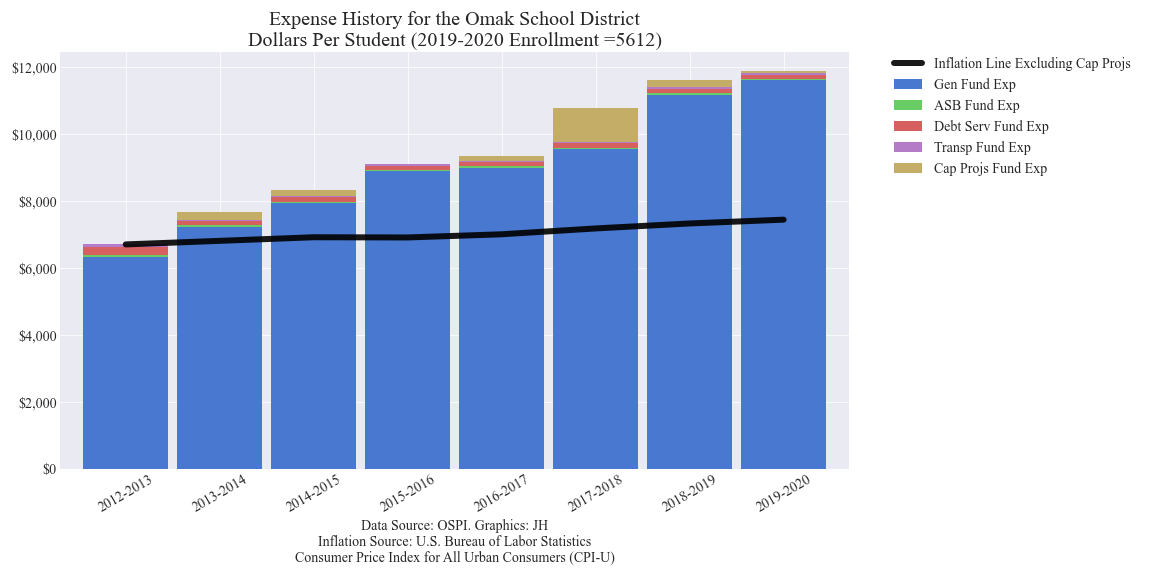 Expense History for the Omak School District
Dollars Per Student (2019-2020 Enrollment =5612)
$12,000
$10,000
$8,000
$6,000
$4,000
$2,000
$0
2012-2013
2013-2014
2014-2015
2015-2016
2016-2017
2017-2018
2018-2019
2019-2020
Inflation Line Excluding Cap Projs
Gen Fund Exp
ASB Fund Exp
Debt Serv Fund Exp
Transp Fund Exp
Cap Projs Fund Exp
Data Source: OSPI. Graphics: JH
Inflation Source: U.S. Bureau of Labor Statistics
Consumer Price Index for All Urban Consumers (CPI-U)